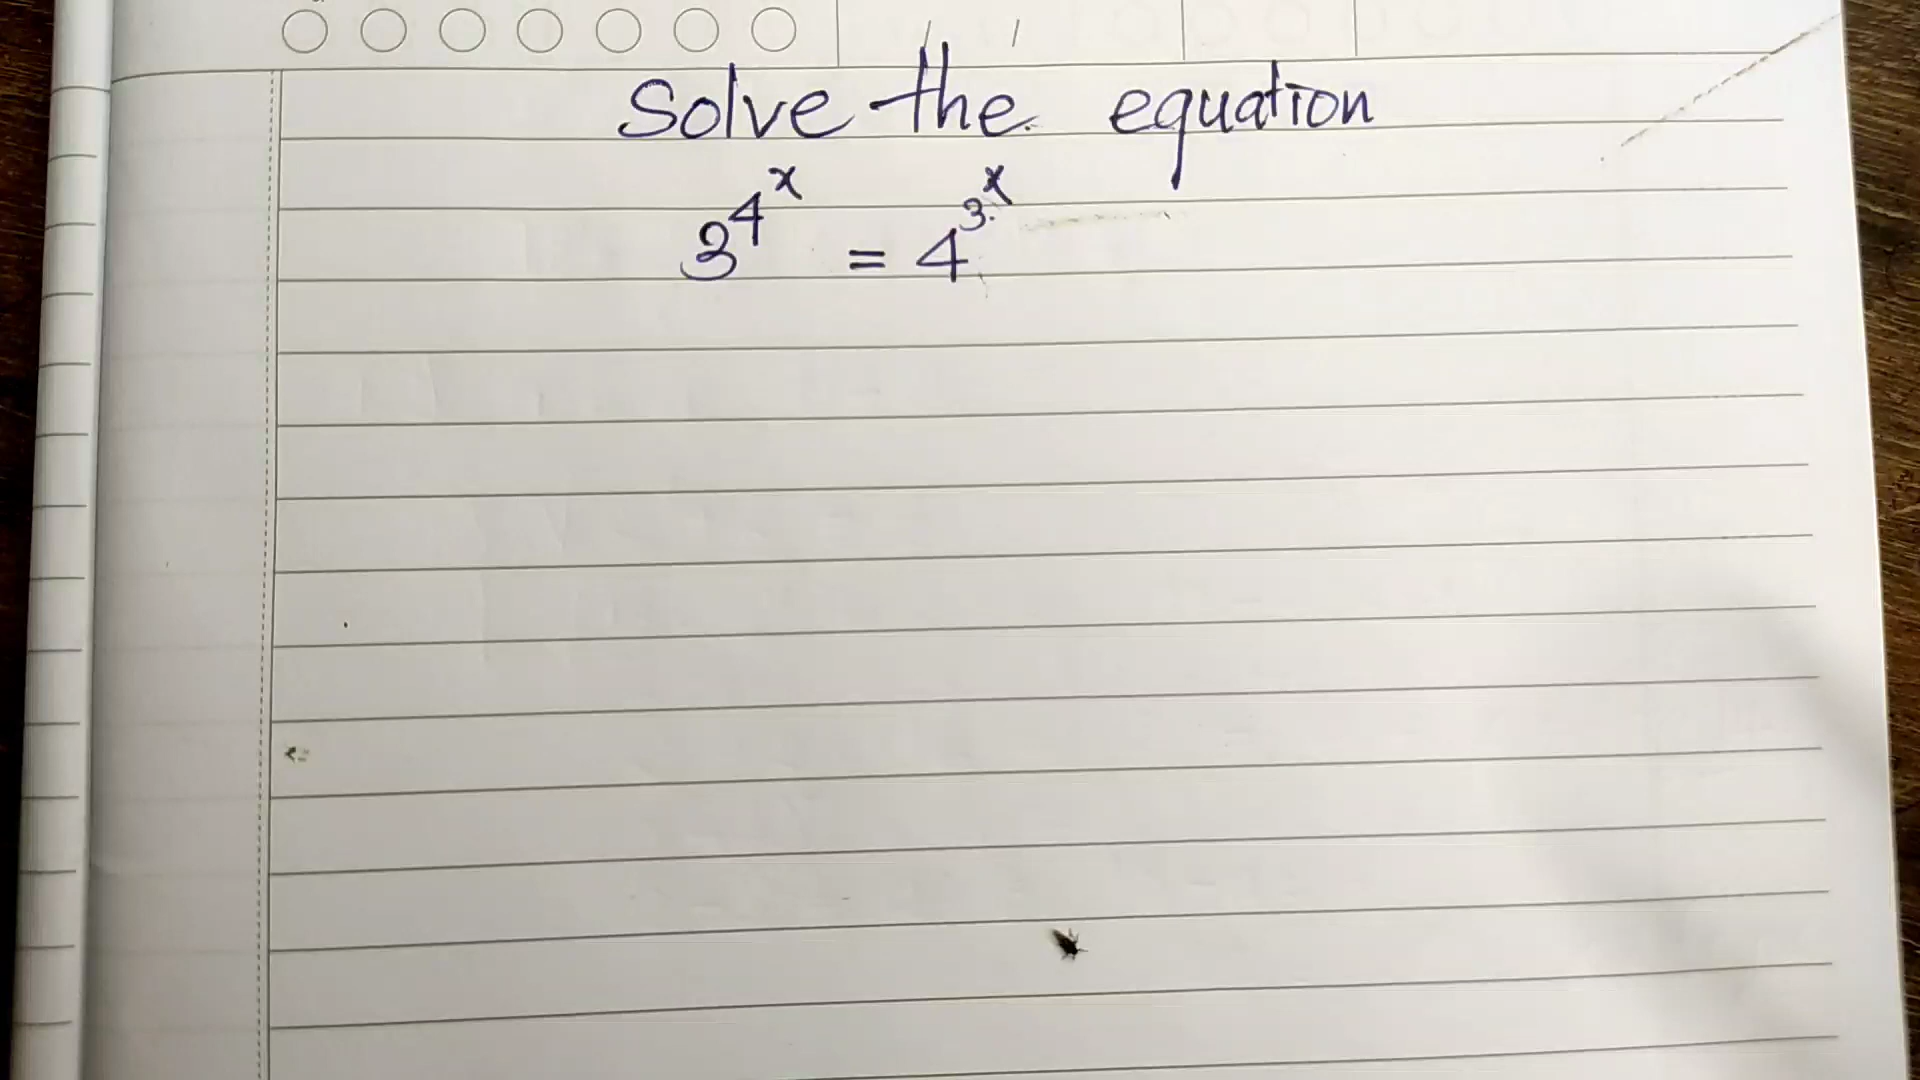 Solve the equation
3^4^x = 4^3^x